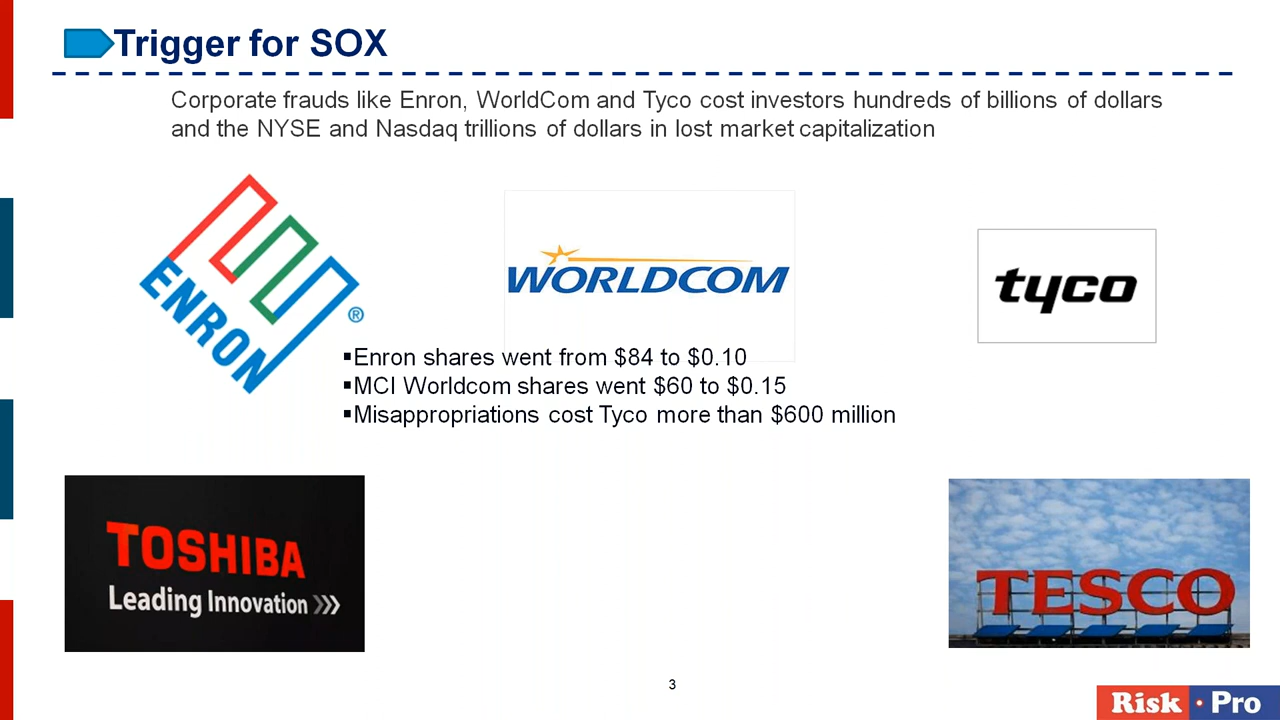 Trigger for SOX
Corporate frauds like Enron, WorldCom and Tyco cost investors hundreds of billions of dollars
and the NYSE and Nasdaq trillions of dollars in lost market capitalization
ENRON
®
WORLDCOM
tyco
▪Enron shares went from $84 to $0.10
▪MCI Worldcom shares went $60 to $0.15
▪Misappropriations cost Tyco more than $600 million
TOSHIBA
Leading Innovation >>>
TESCO
3
Risk · Pro